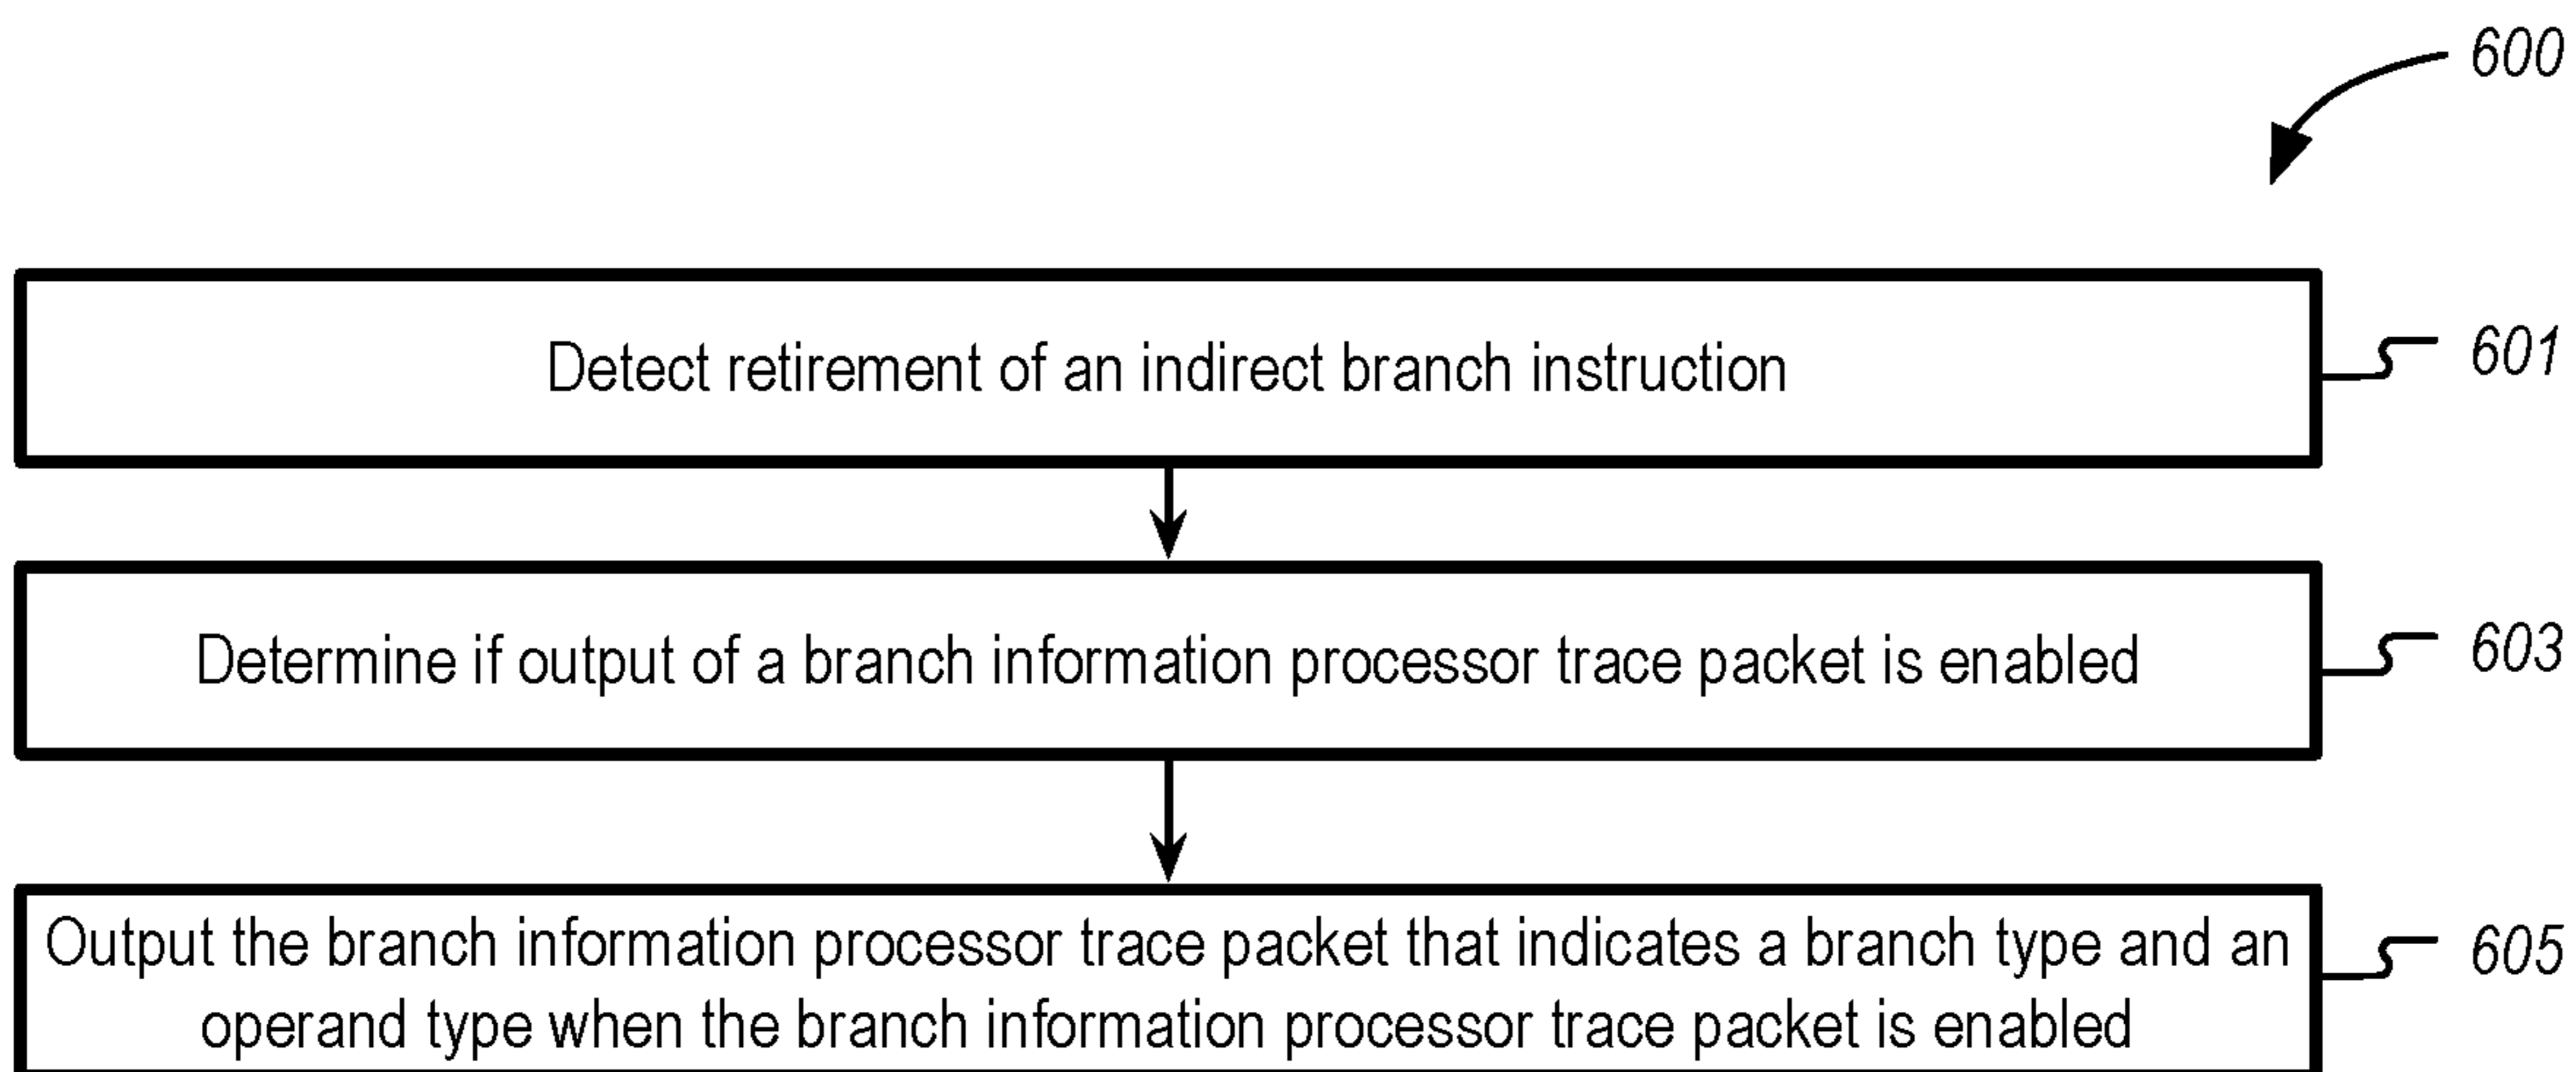 600
Detect retirement of an indirect branch instruction
601
Determine if output of a branch information processor trace packet is enabled
603
Output the branch information processor trace packet that indicates a branch type and an
operand type when the branch information processor trace packet is enabled
605